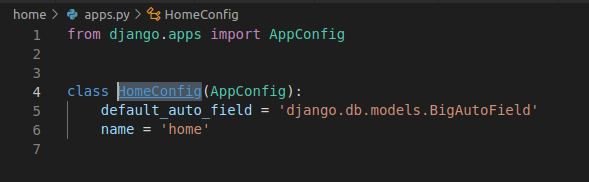 home > apps.py > HomeConfig
1 from django.apps import AppConfig
2
3
4 class HomeConfig(AppConfig):
5     default_auto_field = 'django.db.models.BigAutoField'
6     name = 'home'
7